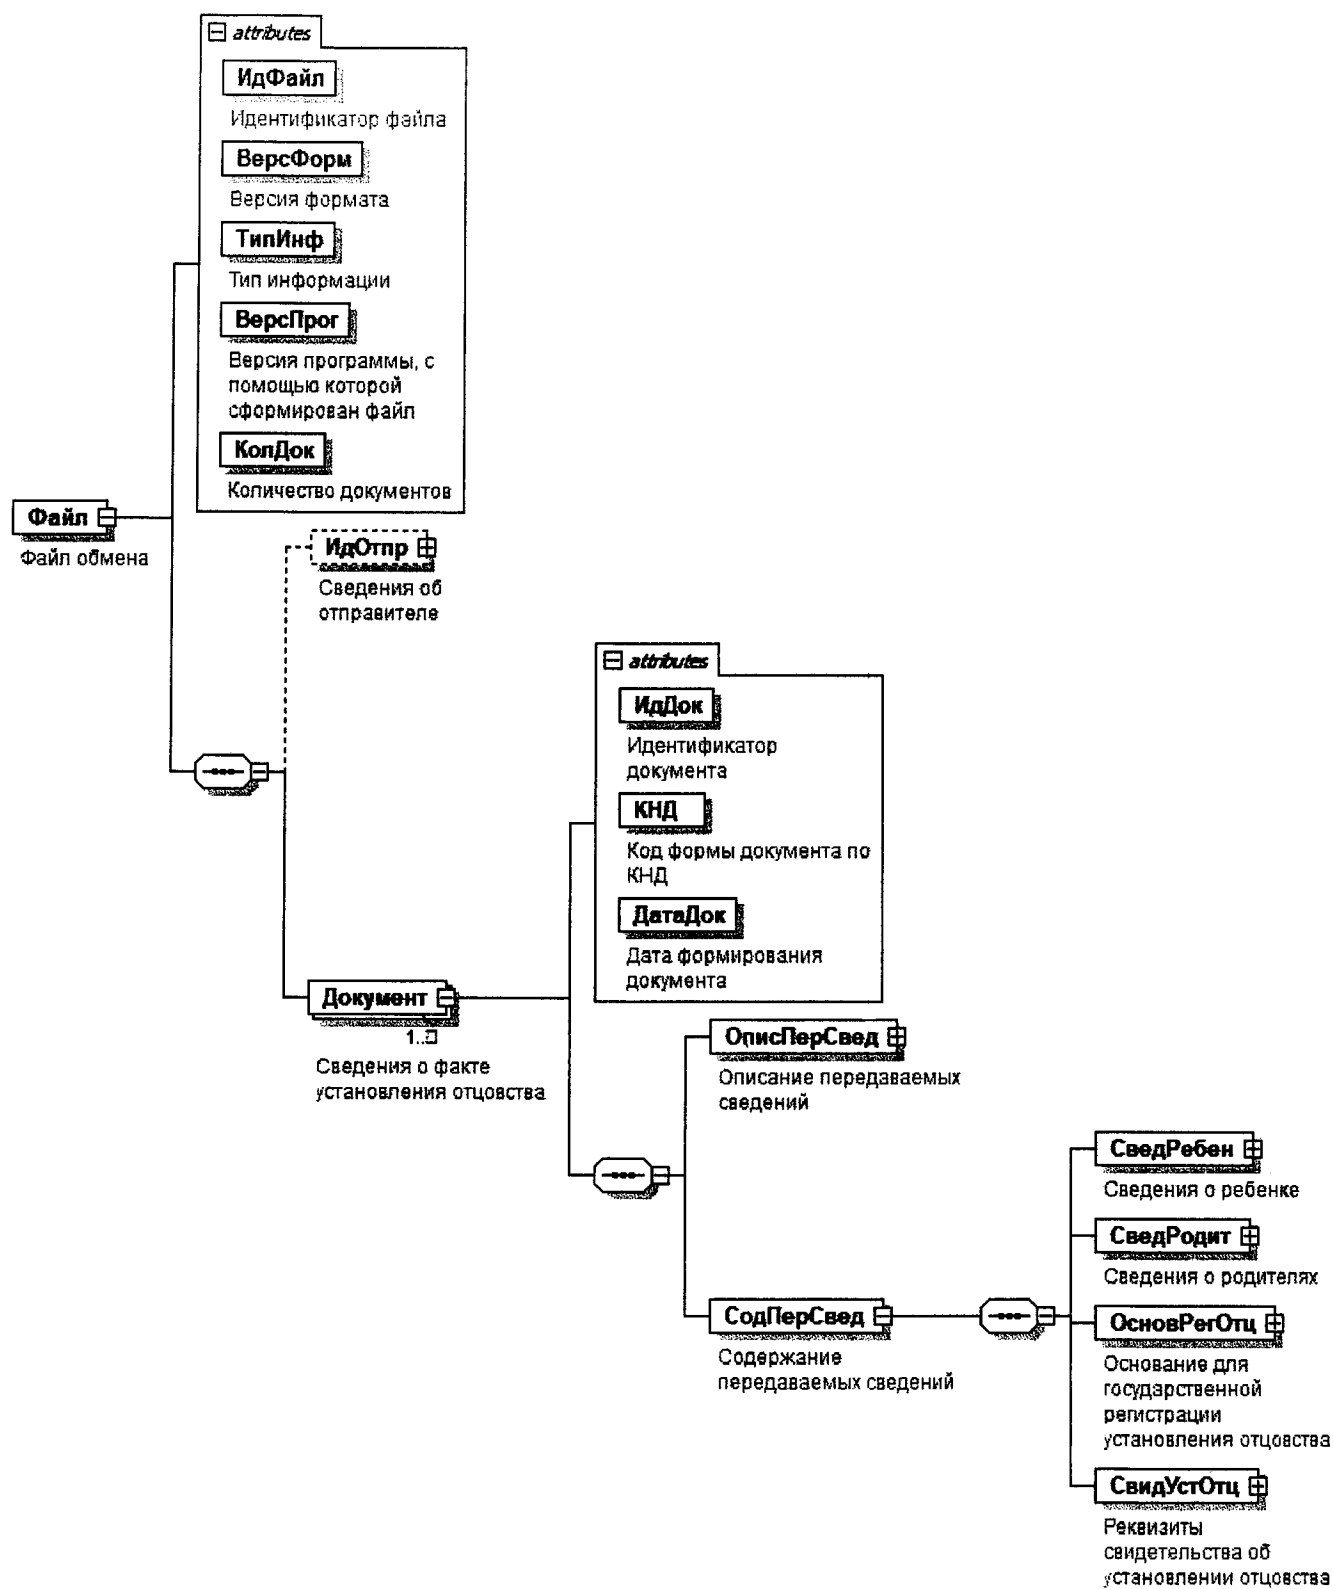 attributes
ИдФайл
Идентификатор файла
ВерсФорм
Версия формата
ТипИнф
Тип информации
ВерсПрог
Версия программы, с
помощью которой
сформирован файл
КолДок
Количество документов
Файл
Файл обмена
ИдОтпр
Сведения об
отправителе
attributes
ИдДок
Идентификатор
документа
КНД
Код формы документа по
КНД
ДатаДок
Дата формирования
документа
Документ
Сведения о факте
установления отцовства
ОписПерСвед
Описание передаваемых
сведений
СодПерСвед
Содержание
передаваемых сведений
СведРебен
Сведения о ребенке
СведРодит
Сведения о родителях
ОсновРегОтц
Основание для
государственной
регистрации
установления отцовства
СвидУстОтц
Реквизиты
свидетельства об
установлении отцовства